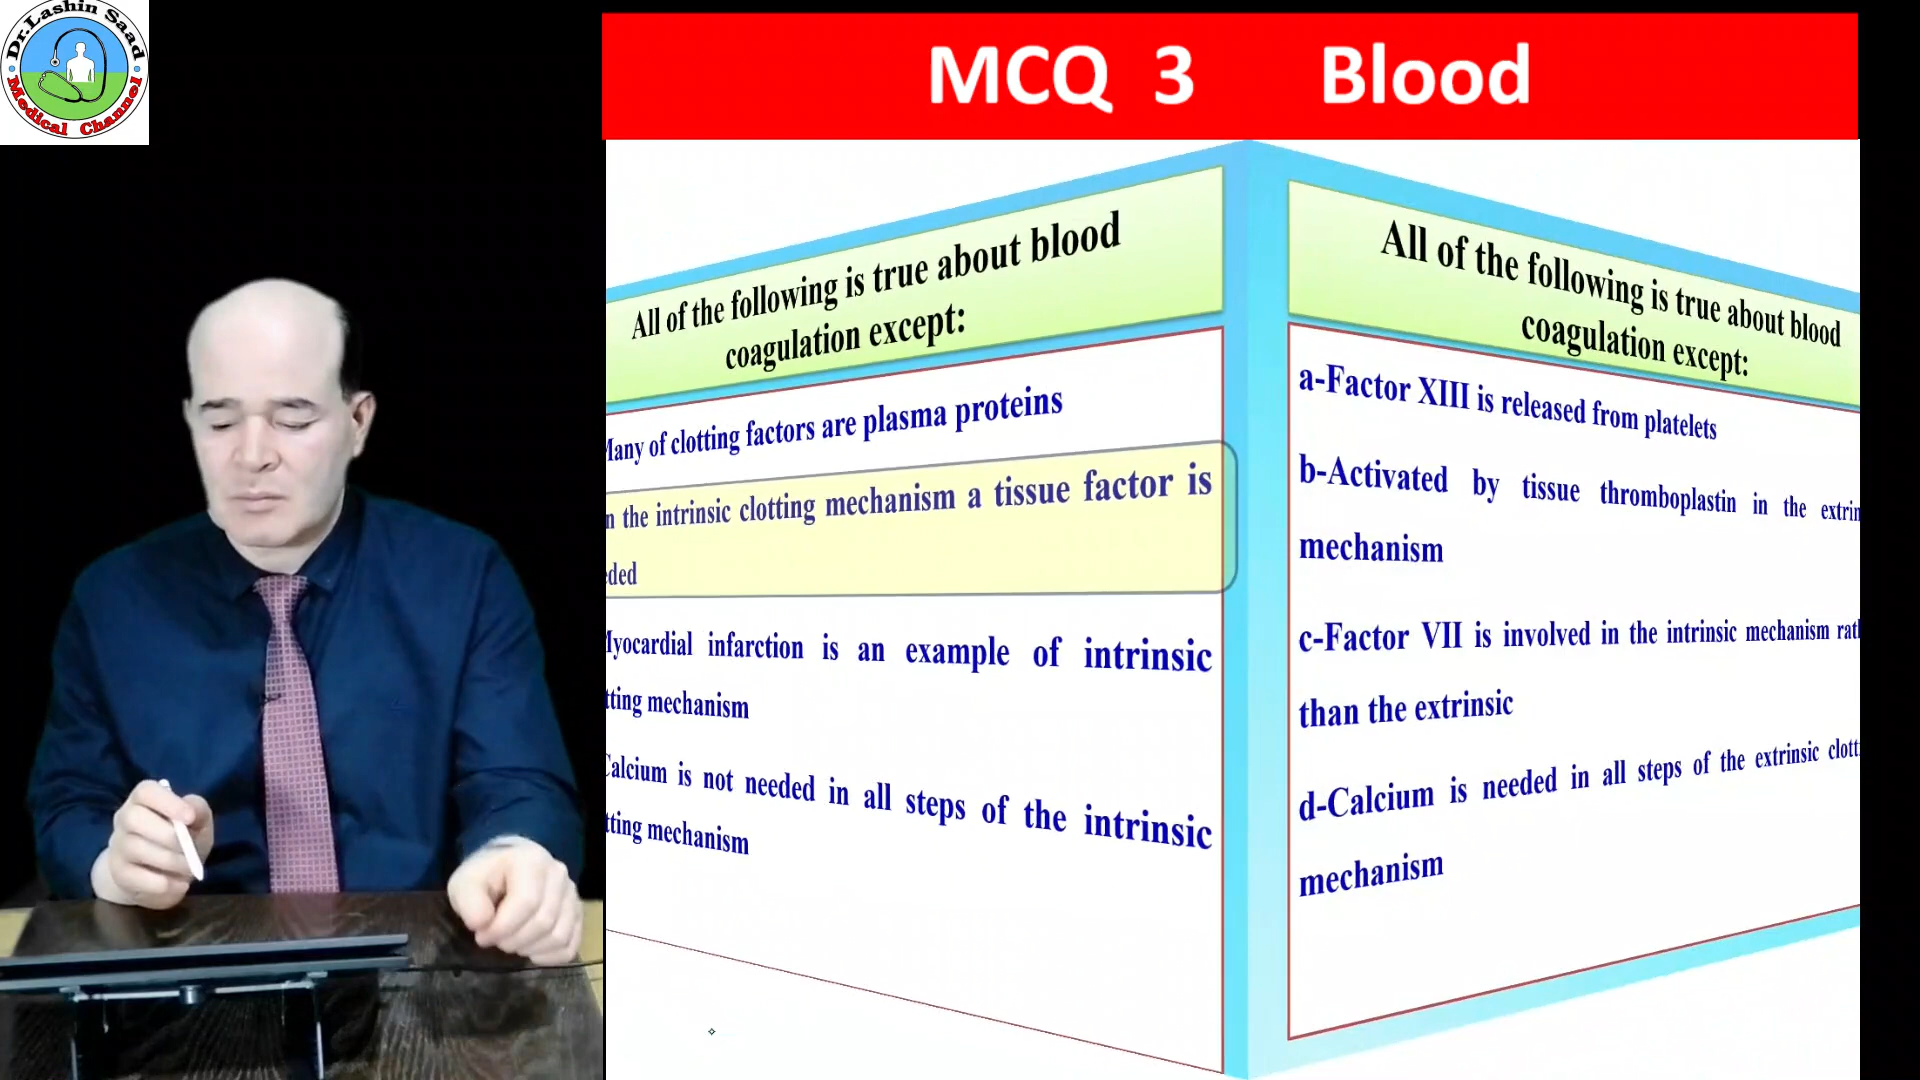 Dr.Lashin Saad
Medical Channel
MCQ 3 Blood
All of the following is true about blood
coagulation except:
Many of clotting factors are plasma proteins
n the intrinsic clotting mechanism a tissue factor is
ded
Myocardial infarction is an example of intrinsic
tting mechanism
Calcium is not needed in all steps of the intrinsic
tting mechanism
All of the following is true about blood
coagulation except:
a-Factor XIII is released from platelets
b-Activated by tissue thromboplastin in the extrin
mechanism
c-Factor VII is involved in the intrinsic mechanism rat
than the extrinsic
d-Calcium is needed in all steps of the extrinsic clott
mechanism